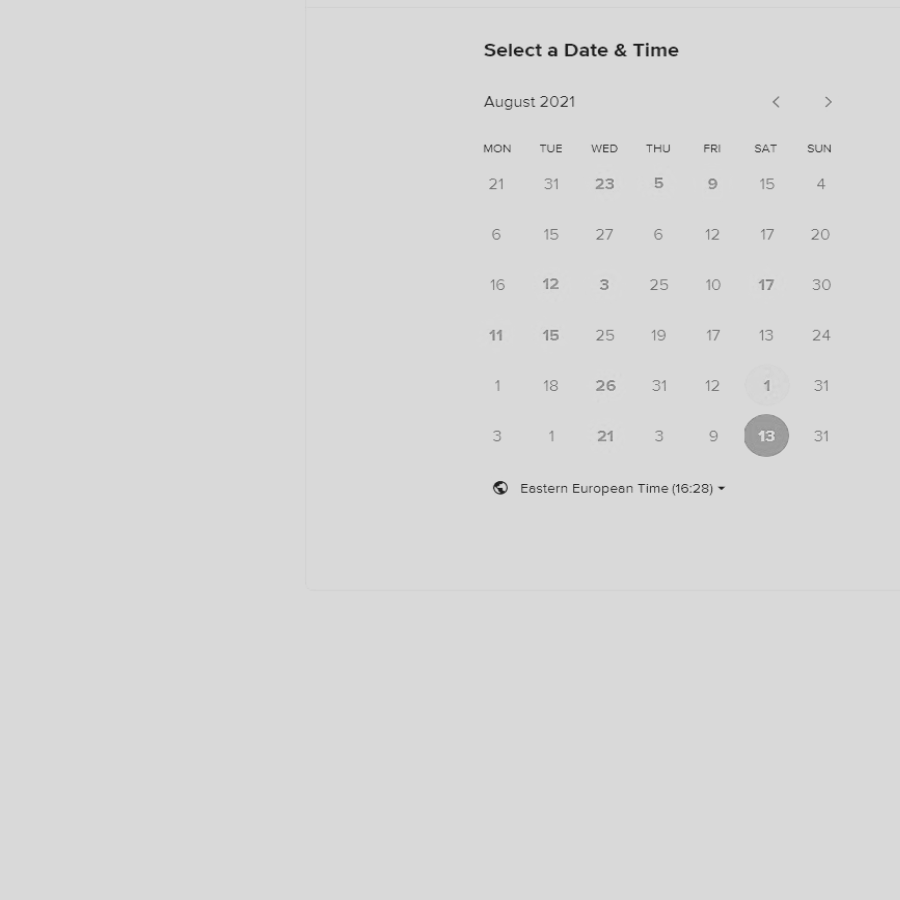 Select a Date & Time
August 2021
MON TUE WED THU FRI SAT SUN
21 31 23 5 9 15 4
6 15 27 6 12 17 20
16 12 3 25 10 17 30
11 15 25 19 17 13 24
1 18 26 31 12 1 31
3 1 21 3 9 13 31
Eastern European Time (16:28)